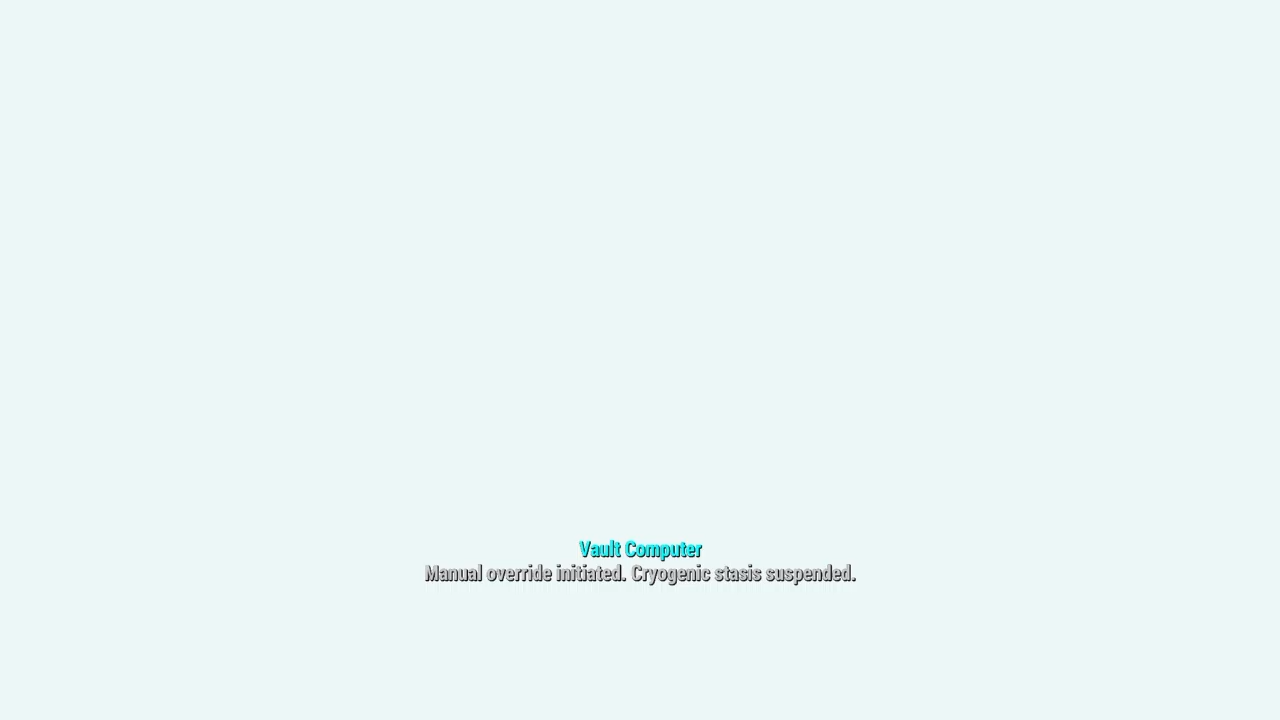 Vault Computer
Manual override initiated. Cryogenic stasis suspended.